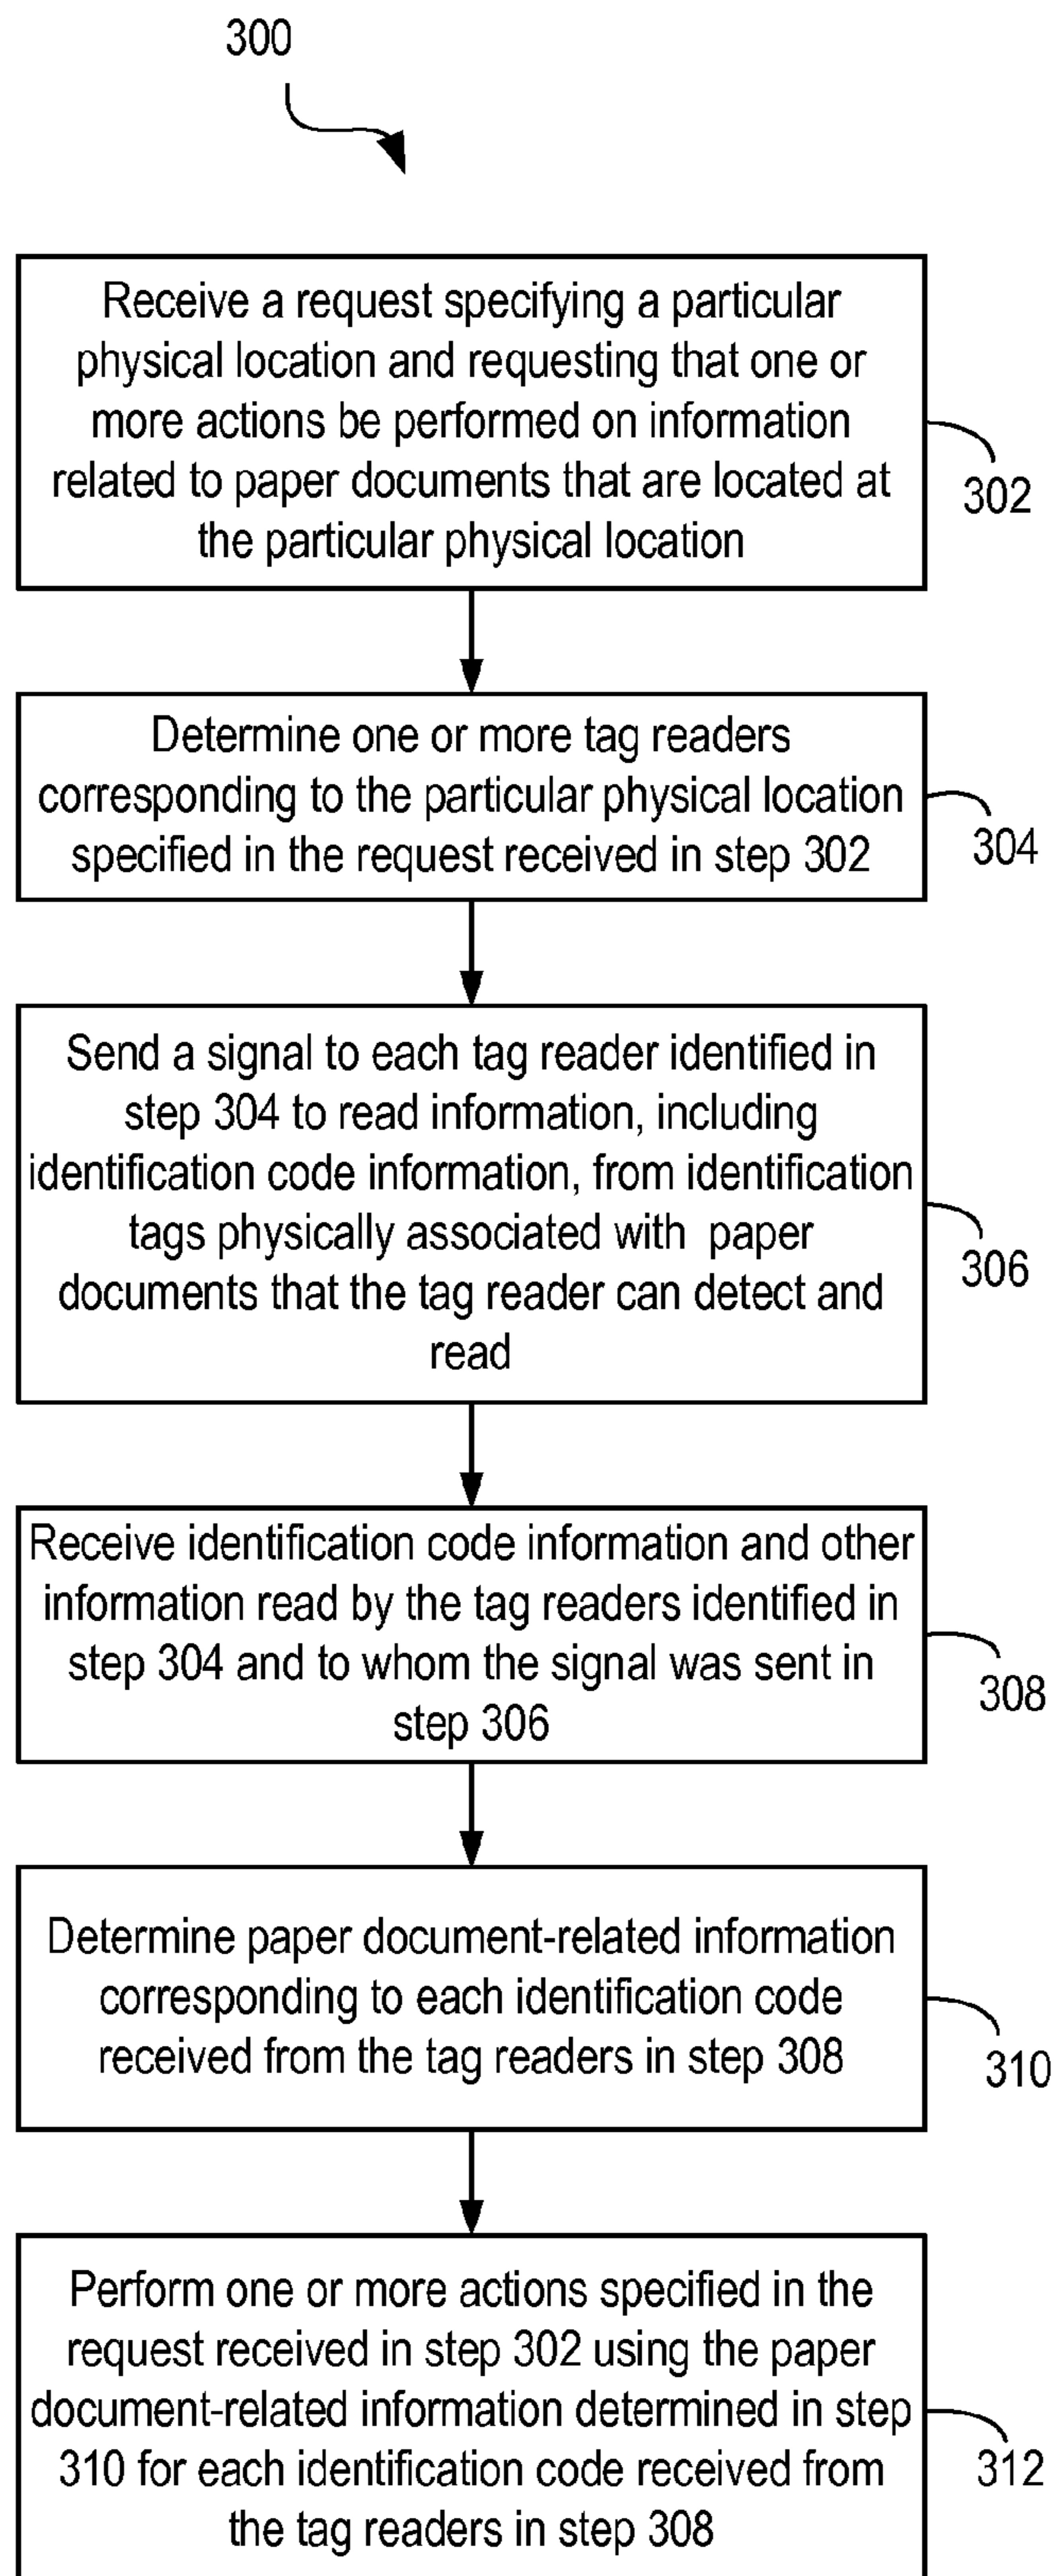 300
Receive a request specifying a particular
physical location and requesting that one or
more actions be performed on information
related to paper documents that are located at
the particular physical location
302
Determine one or more tag readers
corresponding to the particular physical location
specified in the request received in step 302
304
Send a signal to each tag reader identified in
step 304 to read information, including
identification code information, from identification
tags physically associated with paper
documents that the tag reader can detect and
read
306
Receive identification code information and other
information read by the tag readers identified in
step 304 and to whom the signal was sent in
step 306
308
Determine paper document-related information
corresponding to each identification code
received from the tag readers in step 308
310
Perform one or more actions specified in the
request received in step 302 using the paper
document-related information determined in step
310 for each identification code received from
the tag readers in step 308
312